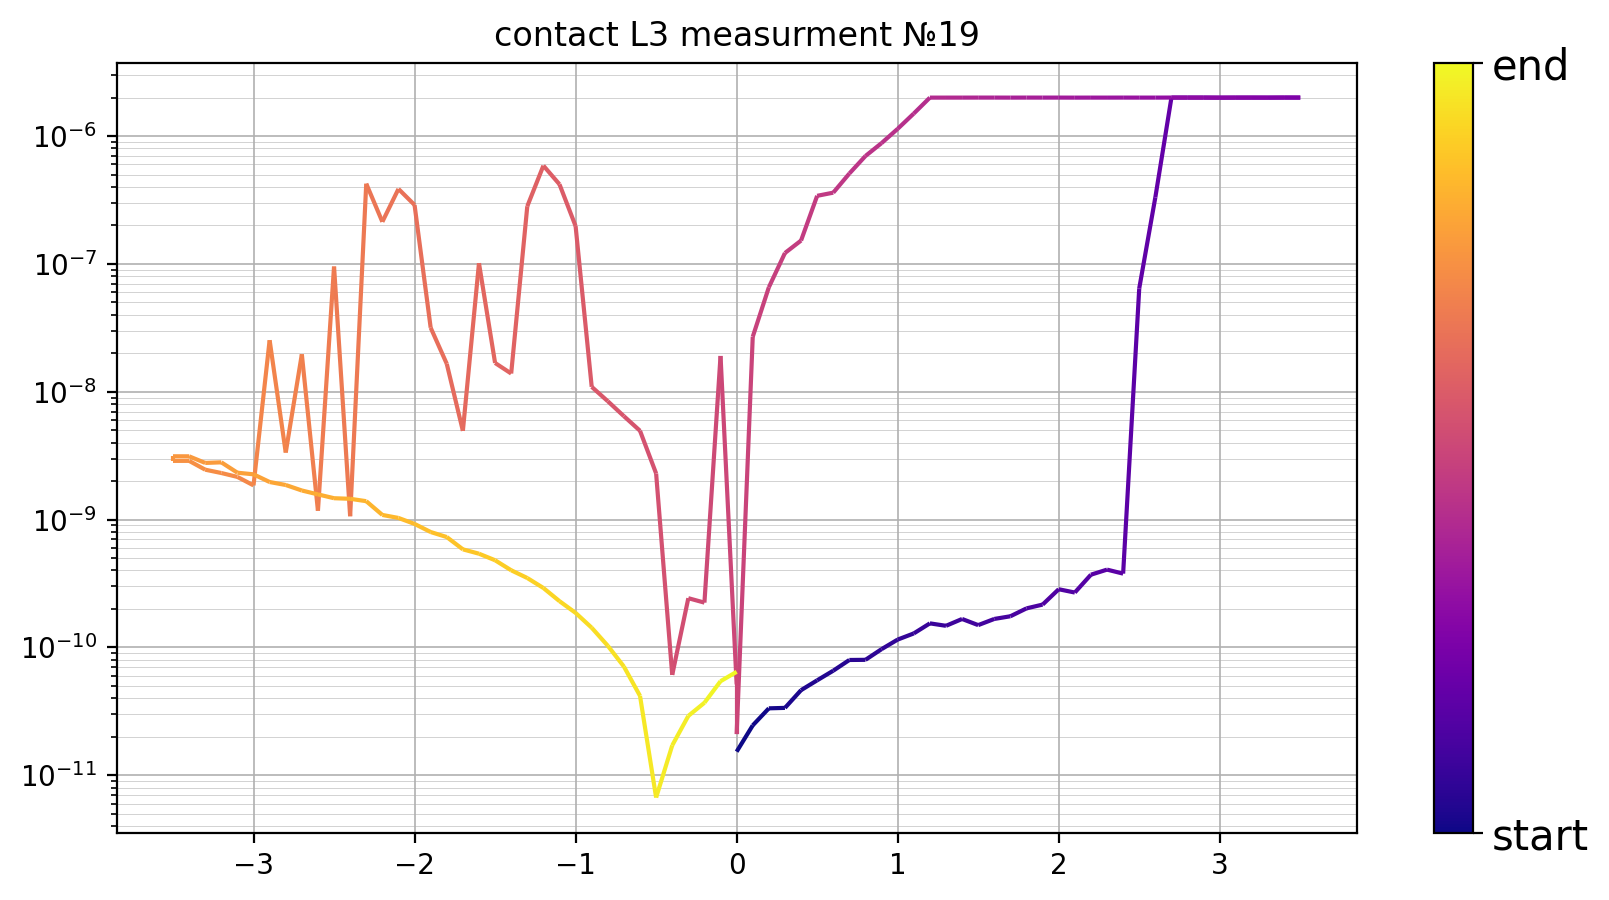 contact L3 measurment №19
10⁻⁶
10⁻⁷
10⁻⁸
10⁻⁹
10⁻¹⁰
10⁻¹¹
−3 −2 −1 0 1 2 3
end
start